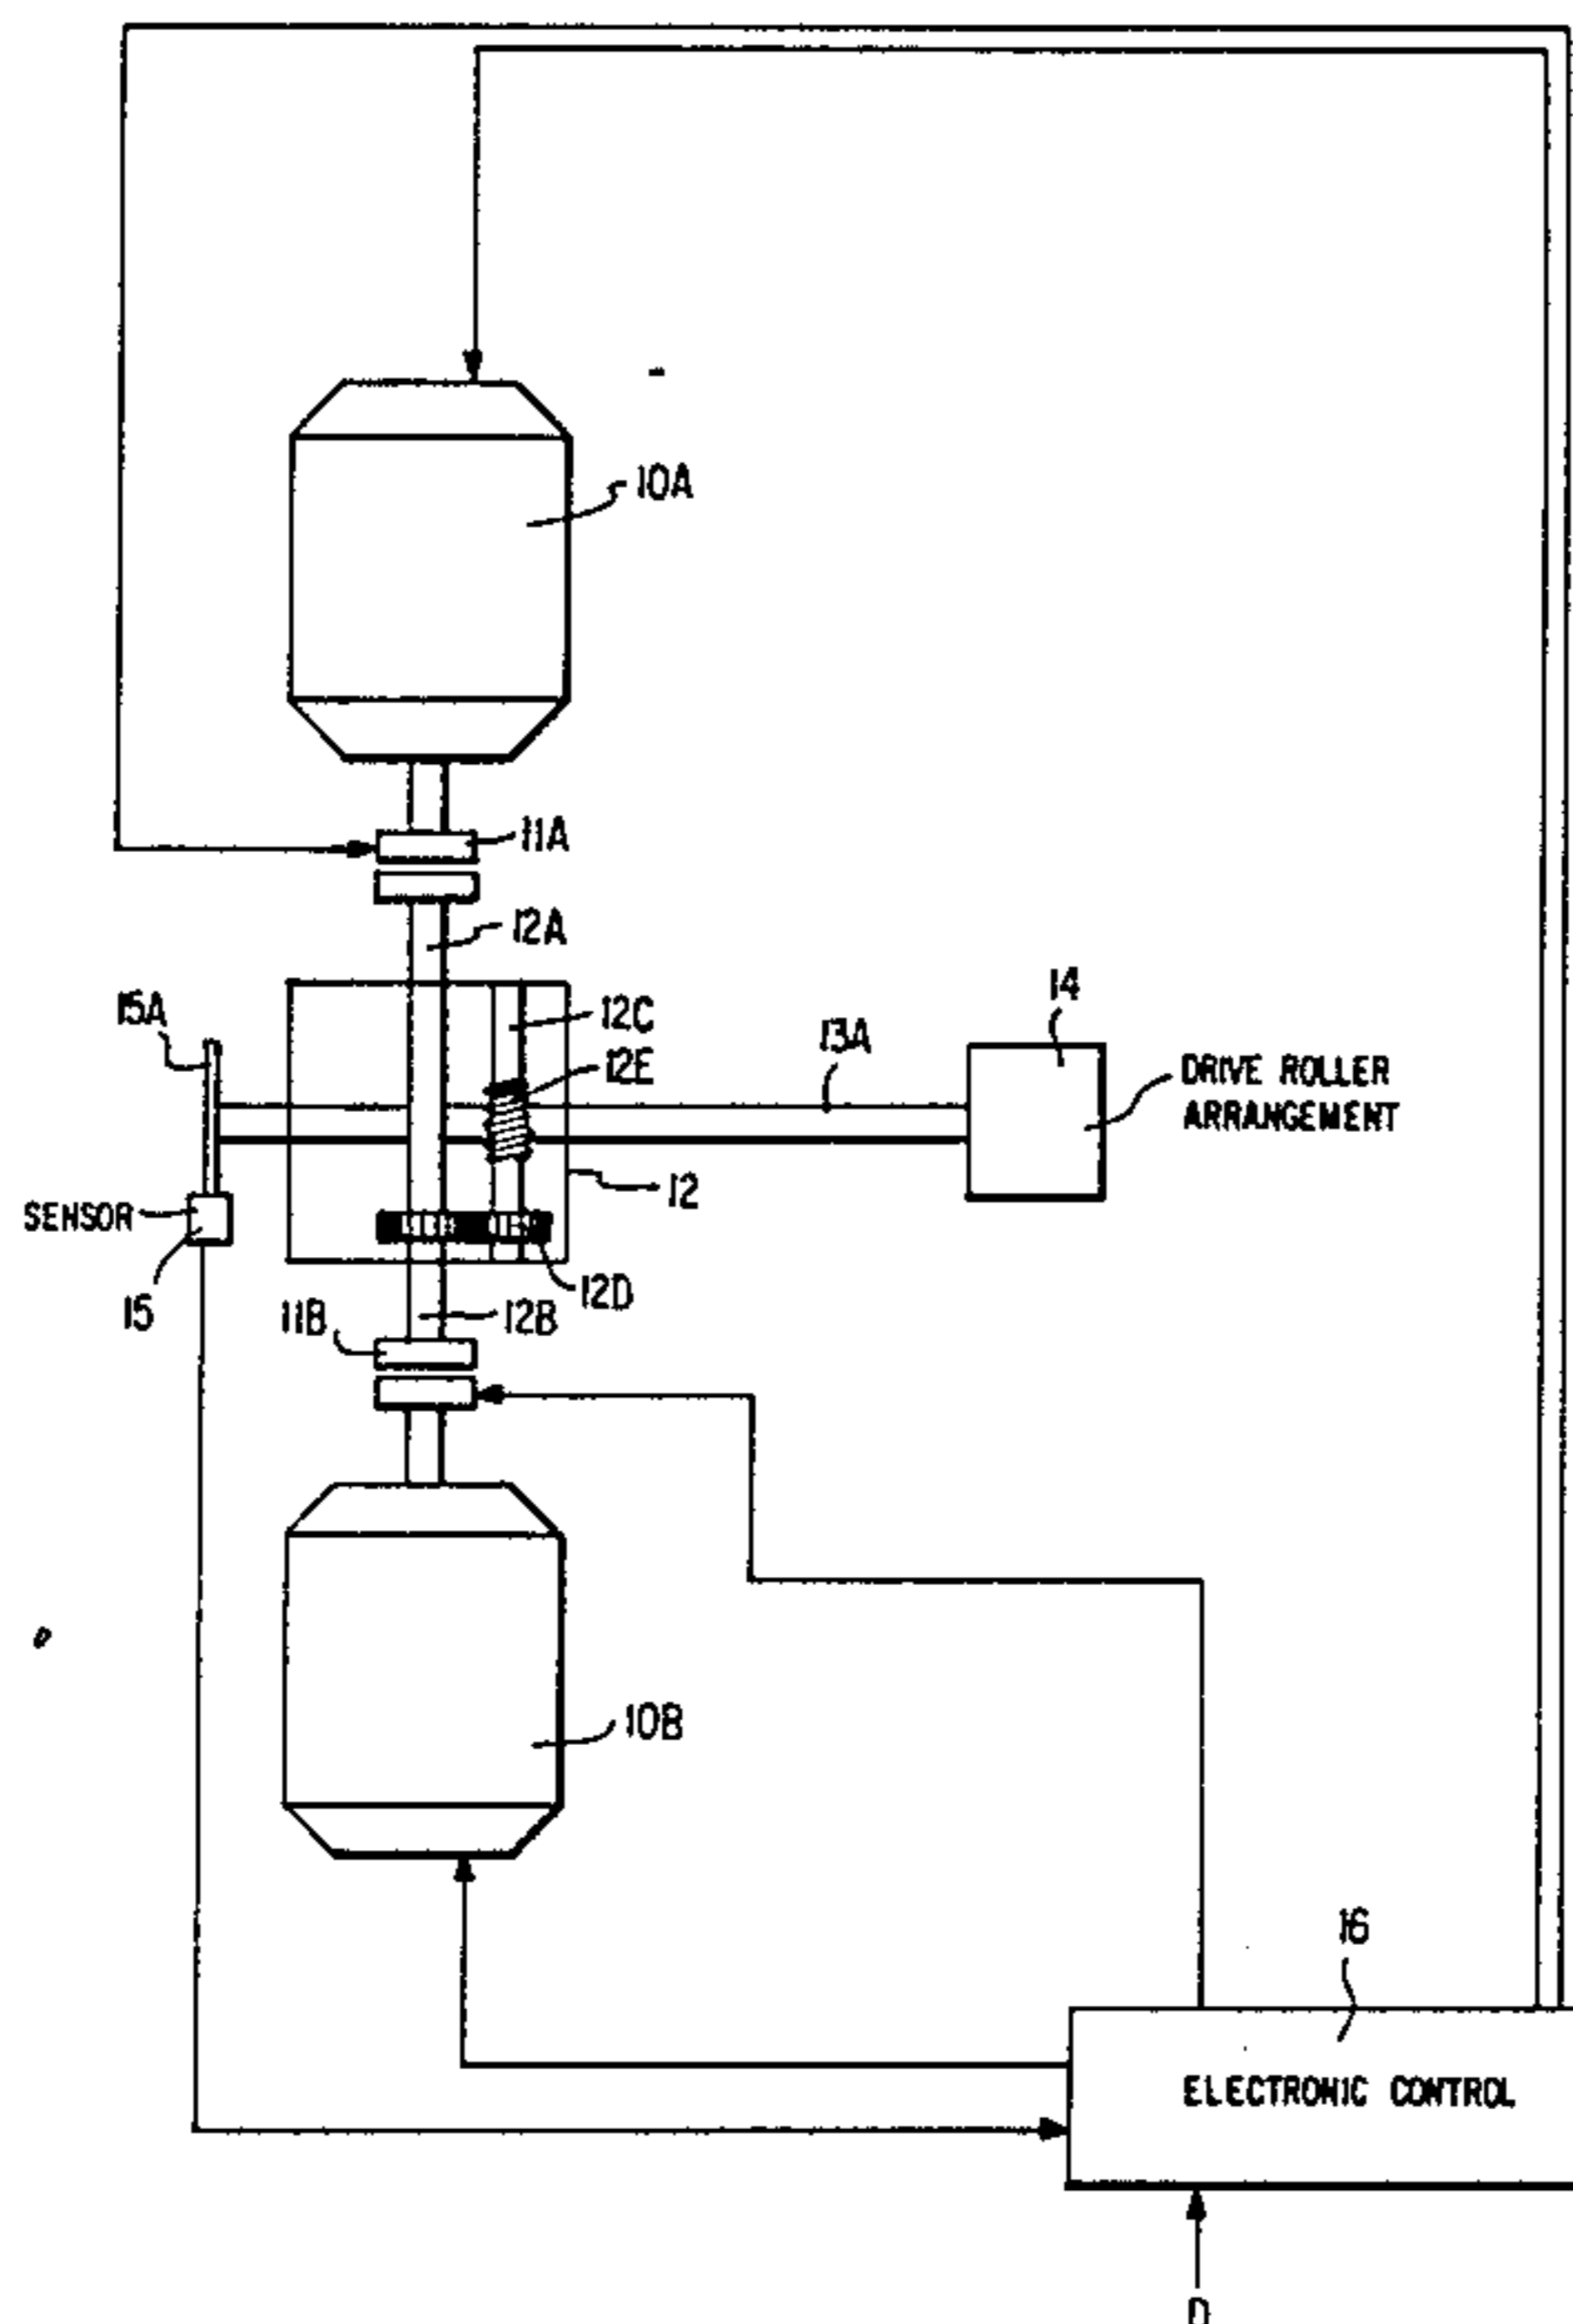 10A
11A
12A
15A
12C
12E
13A
14
DRIVE ROLLER
ARRANGEMENT
12
SENSOR
15
12D
11B
12B
10B
16
ELECTRONIC CONTROL
D